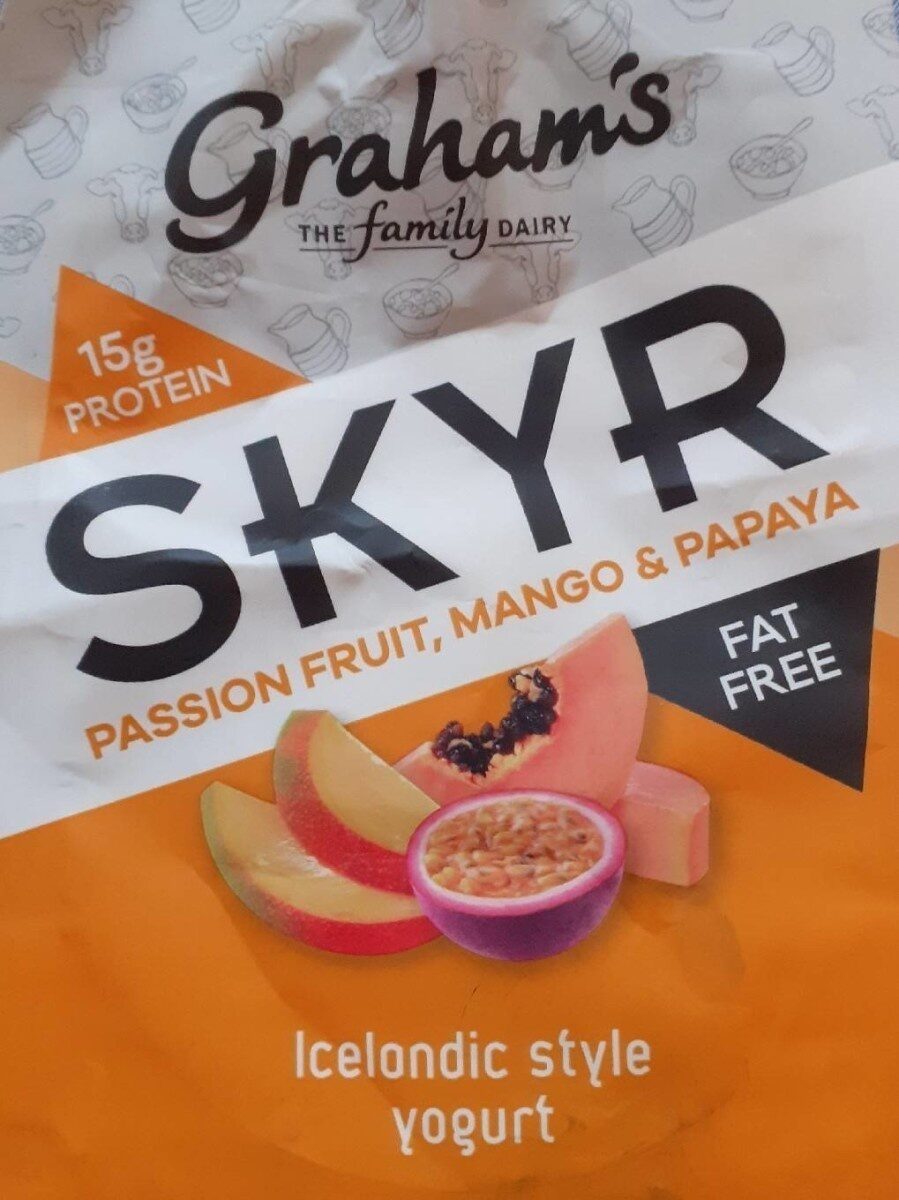 Graham's
THE family DAIRY
15g
PROTEIN
SKYR
PASSION FRUIT, MANGO & PAPAYA
FAT
FREE
Icelandic style
yogurt